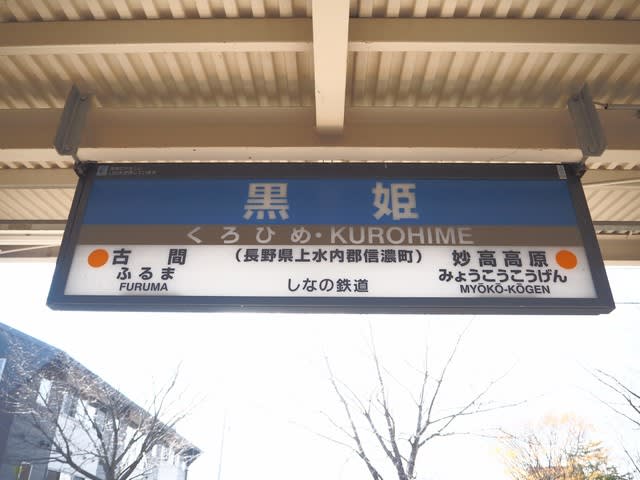 黒姫
くろひめ・KUROHIME
古間
ふるま
FURUMA
(長野県上水内郡信濃町)
しなの鉄道
妙高高原
みょうこうこうげん
MYŌKŌ-KŌGEN